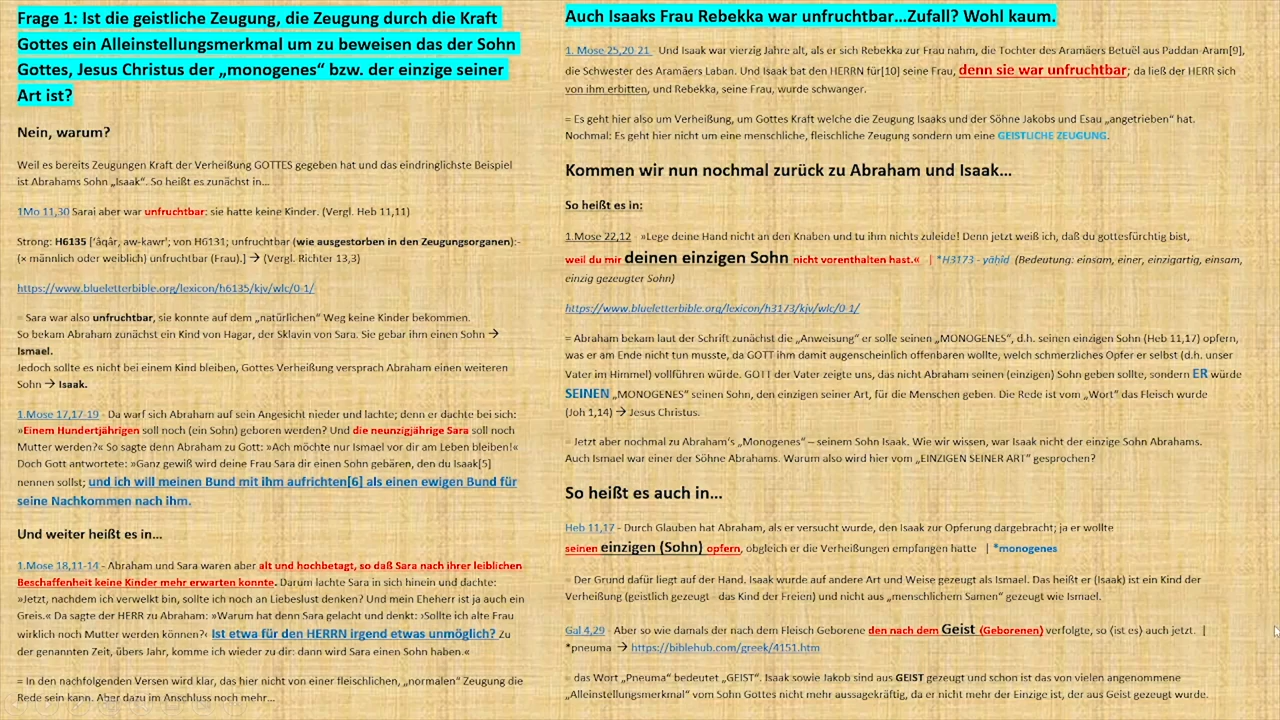 Frage 1: Ist die geistliche Zeugung, die Zeugung durch die Kraft
Gottes ein Alleinstellungsmerkmal um zu beweisen das der Sohn
Gottes, Jesus Christus der „monogenes“ bzw. der einzige seiner
Art ist?
Nein, warum?
Weil es bereits Zeugungen Kraft der Verheißung GOTTES gegeben hat und das eindringlichste Beispiel
ist Abrahams Sohn „Isaak“. So heißt es zunächst in…
1Mo 11,30 Sarai aber war unfruchtbar: sie hatte keine Kinder. (Vergl. Heb 11,11)
Strong: H6135 ['âqâr, aw-kawr'; von H6131; unfruchtbar (wie ausgestorben in den Zeugungsorganen):-
(× männlich oder weiblich) unfruchtbar (Frau).] → (Vergl. Richter 13,3)
https://www.blueletterbible.org/lexicon/h6135/kjv/wlc/0-1/
= Sara war also unfruchtbar, sie konnte auf dem „natürlichen“ Weg keine Kinder bekommen.
So bekam Abraham zunächst ein Kind von Hagar, der Sklavin von Sara. Sie gebar ihm einen Sohn →
Ismael.
Jedoch sollte es nicht bei einem Kind bleiben, Gottes Verheißung versprach Abraham einen weiteren
Sohn → Isaak.
1.Mose 17,17-19 - Da warf sich Abraham auf sein Angesicht nieder und lachte; denn er dachte bei sich:
»Einem Hundertjährigen soll noch (ein Sohn) geboren werden? Und die neunzigjährige Sara soll noch
Mutter werden?« So sagte denn Abraham zu Gott: »Ach möchte nur Ismael vor dir am Leben bleiben!«
Doch Gott antwortete: »Ganz gewiß wird deine Frau Sara dir einen Sohn gebären, den du Isaak[5]
nennen sollst; und ich will meinen Bund mit ihm aufrichten[6] als einen ewigen Bund für
seine Nachkommen nach ihm.
Und weiter heißt es in…
1.Mose 18,11-14 - Abraham und Sara waren aber alt und hochbetagt, so daß Sara nach ihrer leiblichen
Beschaffenheit keine Kinder mehr erwarten konnte. Darum lachte Sara in sich hinein und dachte:
»Jetzt, nachdem ich verwelkt bin, sollte ich noch an Liebeslust denken? Und mein Eheherr ist ja auch ein
Greis.« Da sagte der HERR zu Abraham: »Warum hat denn Sara gelacht und denkt: ›Sollte ich alte Frau
wirklich noch Mutter werden können?‹ Ist etwa für den HERRN irgend etwas unmöglich? Zu
der genannten Zeit, übers Jahr, komme ich wieder zu dir: dann wird Sara einen Sohn haben.«
= In den nachfolgenden Versen wird klar, das hier nicht von einer fleischlichen, „normalen“ Zeugung die
Rede sein kann. Aber dazu im Anschluss noch mehr…
Auch Isaaks Frau Rebekka war unfruchtbar…Zufall? Wohl kaum.
1. Mose 25,20-21 - Und Isaak war vierzig Jahre alt, als er sich Rebekka zur Frau nahm, die Tochter des Aramäers Betuël aus Paddan-Aram[9],
die Schwester des Aramäers Laban. Und Isaak bat den HERRN für[10] seine Frau, denn sie war unfruchtbar; da ließ der HERR sich
von ihm erbitten, und Rebekka, seine Frau, wurde schwanger.
= Es geht hier also um Verheißung, um Gottes Kraft welche die Zeugung Isaaks und der Söhne Jakobs und Esau „angetrieben“ hat.
Nochmal: Es geht hier nicht um eine menschliche, fleischliche Zeugung sondern um eine GEISTLICHE ZEUGUNG.
Kommen wir nun nochmal zurück zu Abraham und Isaak…
So heißt es in:
1.Mose 22,12 - »Lege deine Hand nicht an den Knaben und tu ihm nichts zuleide! Denn jetzt weiß ich, daß du gottesfürchtig bist,
weil du mir deinen einzigen Sohn nicht vorenthalten hast.« | *H3173 - yâhîd (Bedeutung: einsam, einer, einzigartig, einsam,
einzig gezeugter Sohn)
https://www.blueletterbible.org/lexicon/h3173/kjv/wlc/0-1/
= Abraham bekam laut der Schrift zunächst die „Anweisung“ er solle seinen „MONOGENES“, d.h. seinen einzigen Sohn (Heb 11,17) opfern,
was er am Ende nicht tun musste, da GOTT ihm damit augenscheinlich offenbaren wollte, welch schmerzliches Opfer er selbst (d.h. unser
Vater im Himmel) vollführen würde. GOTT der Vater zeigte uns, das nicht Abraham seinen (einzigen) Sohn geben sollte, sondern ER würde
SEINEN „MONOGENES“ seinen Sohn, den einzigen seiner Art, für die Menschen geben. Die Rede ist vom „Wort“ das Fleisch wurde
(Joh 1,14) → Jesus Christus.
= Jetzt aber nochmal zu Abraham's „Monogenes“ – seinem Sohn Isaak. Wie wir wissen, war Isaak nicht der einzige Sohn Abrahams.
Auch Ismael war einer der Söhne Abrahams. Warum also wird hier vom „EINZIGEN SEINER ART“ gesprochen?
So heißt es auch in…
Heb 11,17 - Durch Glauben hat Abraham, als er versucht wurde, den Isaak zur Opferung dargebracht; ja er wollte
seinen einzigen (Sohn) opfern, obgleich er die Verheißungen empfangen hatte | *monogenes
= Der Grund dafür liegt auf der Hand, Isaak wurde auf andere Art und Weise gezeugt als Ismael. Das heißt er (Isaak) ist ein Kind der
Verheißung (geistlich gezeugt - das Kind der Freien) und nicht aus „menschlichem Samen“ gezeugt wie Ismael.
Gal 4,29 - Aber so wie damals der nach dem Fleisch Geborene den nach dem Geist ⟨Geborenen⟩ verfolgte, so ⟨ist es⟩ auch jetzt. |
*pneuma → https://biblehub.com/greek/4151.htm
= das Wort „Pneuma“ bedeutet „GEIST“. Isaak sowie Jakob sind aus GEIST gezeugt und schon ist das von vielen angenommene
„Alleinstellungsmerkmal“ vom Sohn Gottes nicht mehr aussagekräftig, da er nicht mehr der Einzige ist, der aus Geist gezeugt wurde.